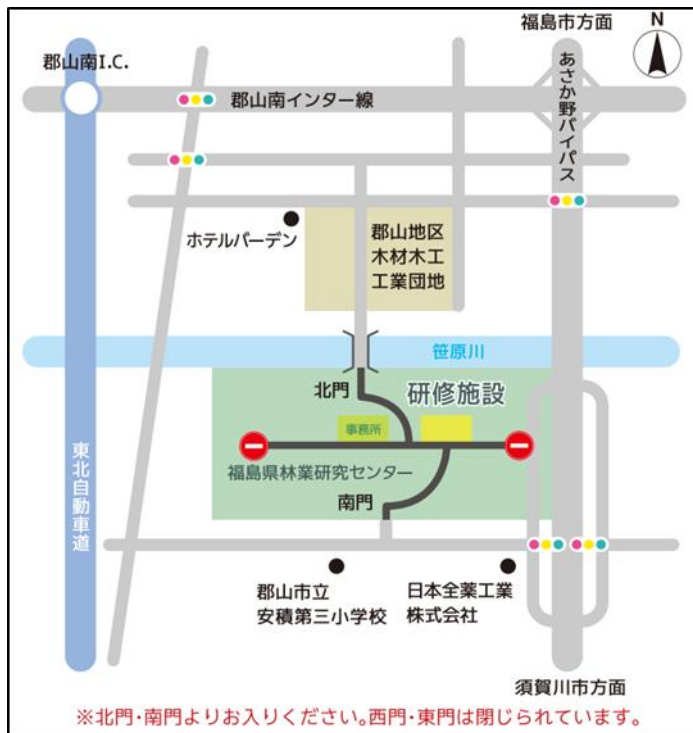 福島市方面
N
郡山南I.C.
あさか野バイパス
郡山南インター線
ホテルバーデン
郡山地区
木材木工
工業団地
笹原川
北門
研修施設
事務所
福島県林業研究センター
南門
東北自動車道
郡山市立
安積第三小学校
日本全薬工業
株式会社
須賀川市方面
※北門・南門よりお入りください。西門・東門は閉じられています。